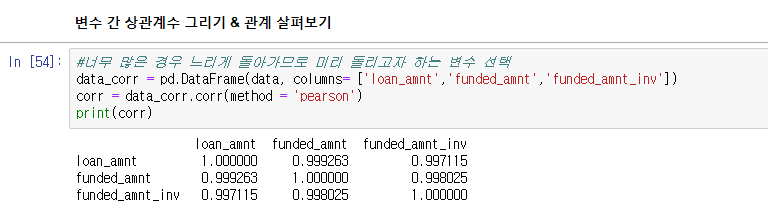 변수 간 상관계수 그리기 & 관계 살펴보기
In [54]: #너무 많은 경우 느리게 돌아가므로 미리 돌리고자 하는 변수 선택
data_corr = pd.DataFrame(data, columns= ['loan_amnt','funded_amnt','funded_amnt_inv'])
corr = data_corr.corr(method = 'pearson')
print(corr)
loan_amnt funded_amnt funded_amnt_inv
loan_amnt 1.000000 0.999263 0.997115
funded_amnt 0.999263 1.000000 0.998025
funded_amnt_inv 0.997115 0.998025 1.000000